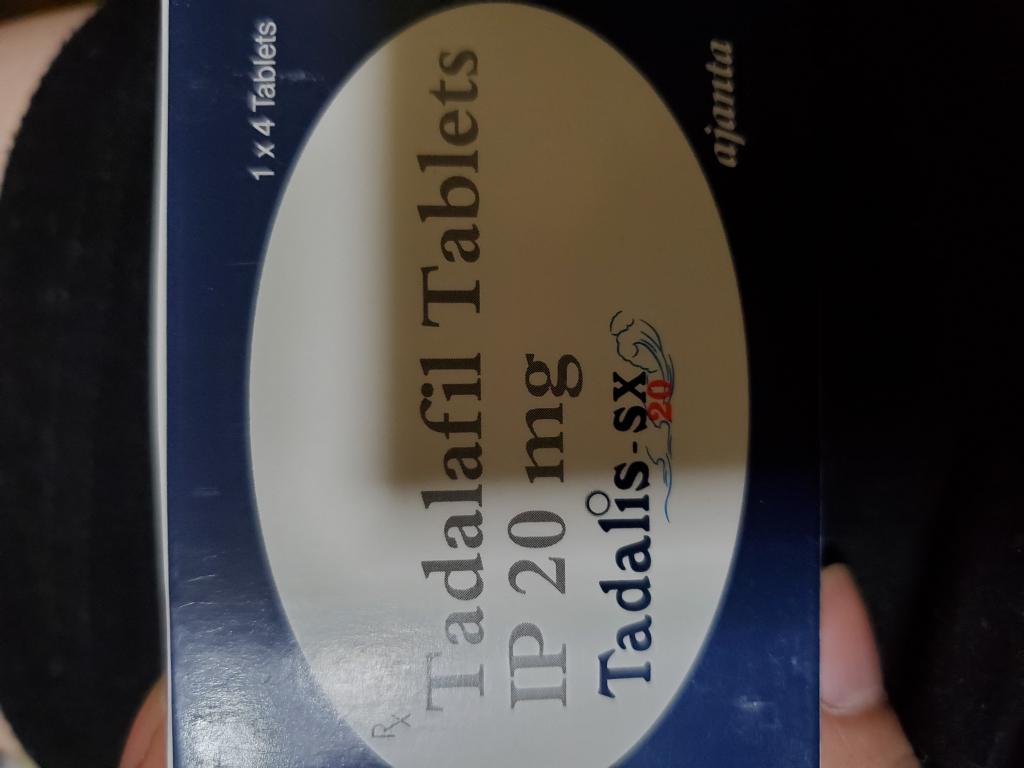 1 x 4 Tablets
Rx
Tadalafil Tablets
IP 20 mg
Tadalis-sx
20
ajanta